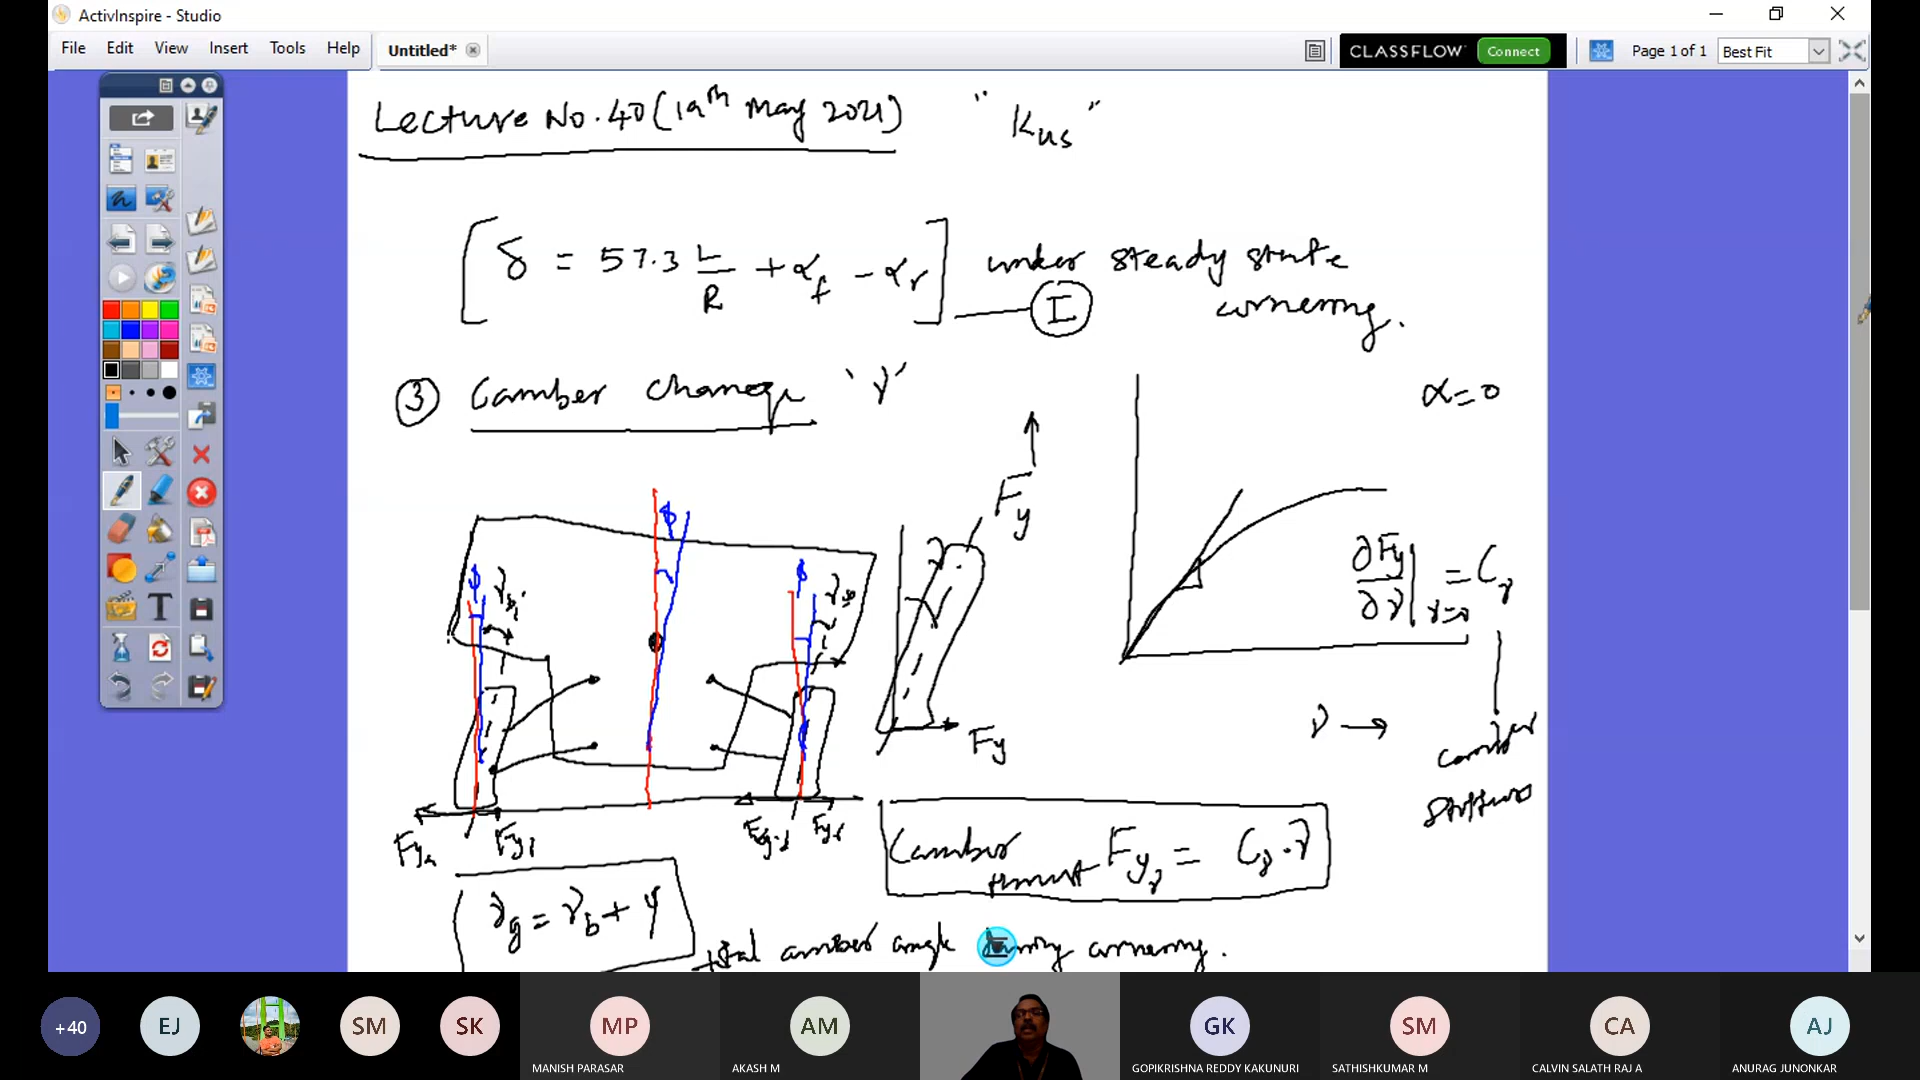 ActivInspire - Studio
File Edit View Insert Tools Help
Untitled*
CLASSFLOW Connect
Page 1 of 1 Best Fit
Lecture No. 40 (19th May 2021) "Kus"
δ = 57.3 L/R + αf - αr under steady state cornering.
I
③ Camber change 'γ'
α = 0
Fy
γ
∂Fy/∂γ |γ=0 = Cγ
camber
γ →
Fy
Camber thrust Fyγ = Cγ · γ
γg = γb + φ
total camber angle during cornering.
+40 EJ SM SK MP AM GK SM CA AJ
MANISH PARASAR AKASH M GOPIKRISHNA REDDY KAKUNURI SATHISHKUMAR M CALVIN SALATH RAJ A ANURAG JUNONKAR